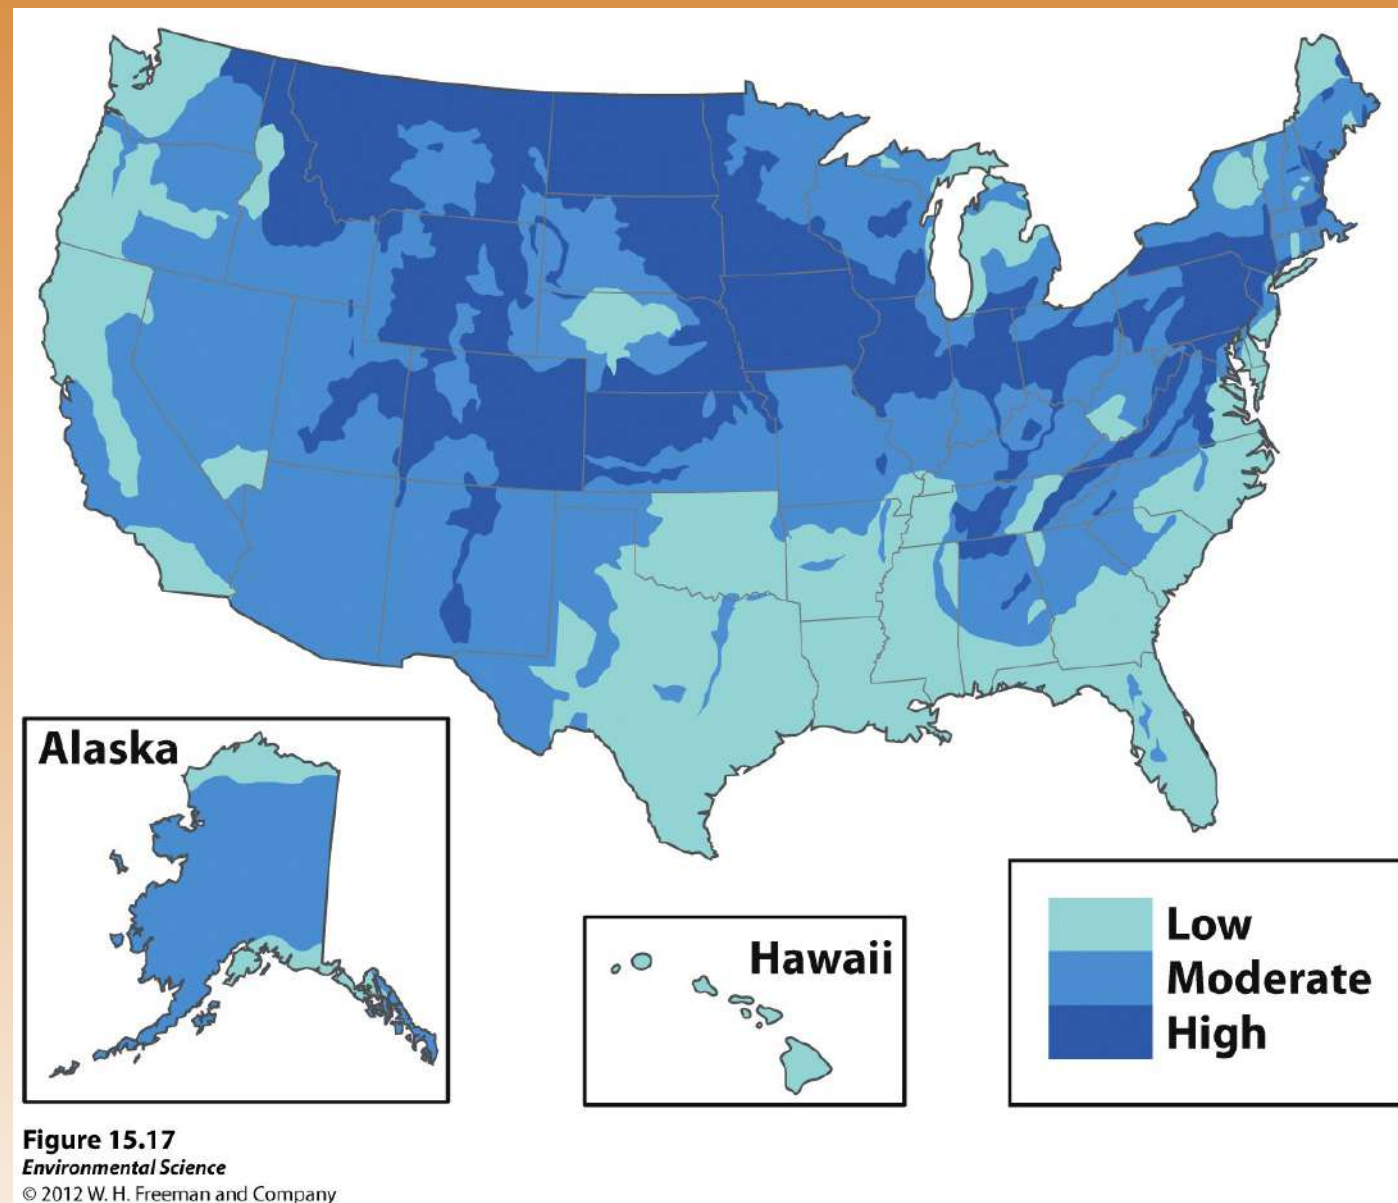 Alaska
Hawaii
Low
Moderate
High
Figure 15.17
Environmental Science
© 2012 W. H. Freeman and Company